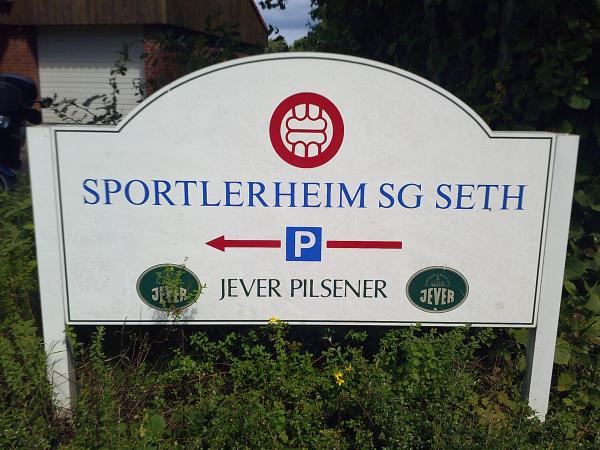 SPORTLERHEIM SG SETH
P
JEVER JEVER PILSENER JEVER